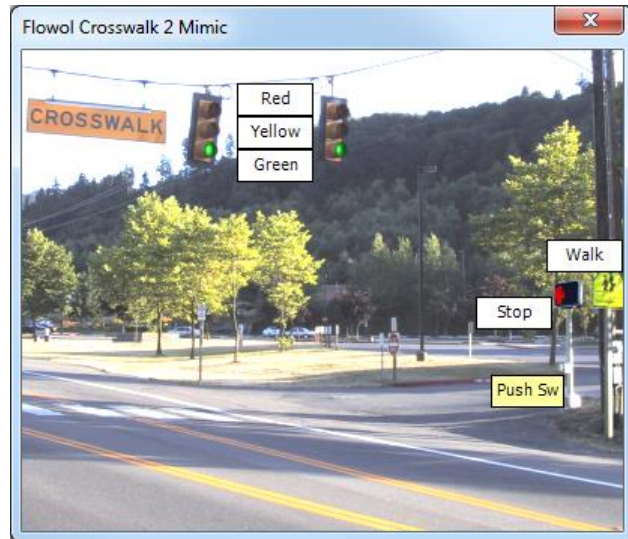 Flowol Crosswalk 2 Mimic
CROSSWALK
Red
Yellow
Green
Walk
Stop
Push Sw